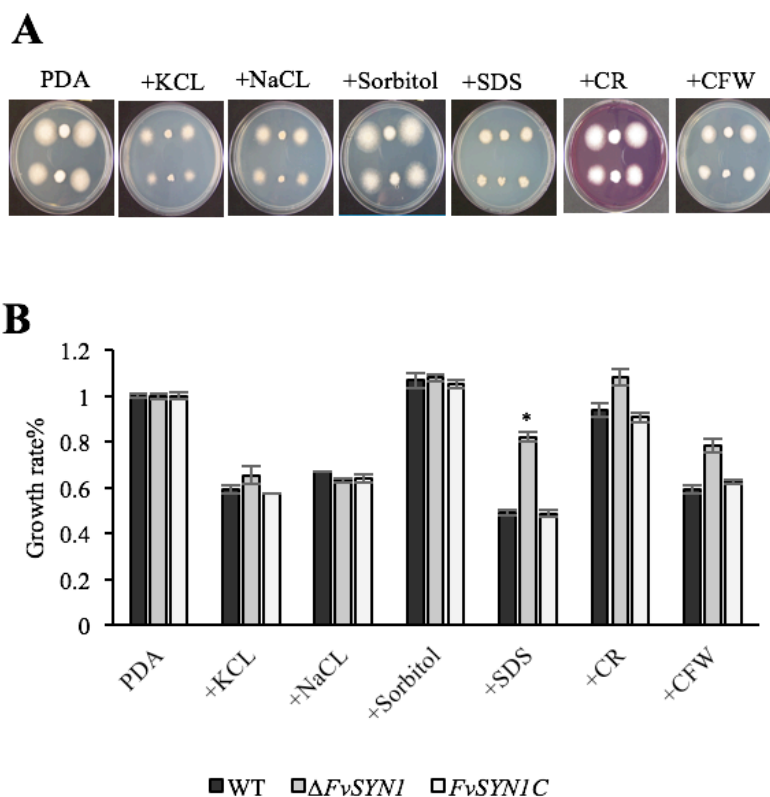 A
PDA +KCL +NaCL +Sorbitol +SDS +CR +CFW
B
Growth rate%
1.2
1
0.8
0.6
0.4
0.2
0
*
PDA +KCL +NaCL +Sorbitol +SDS +CR +CFW
WT ΔFvSYN1 FvSYN1C